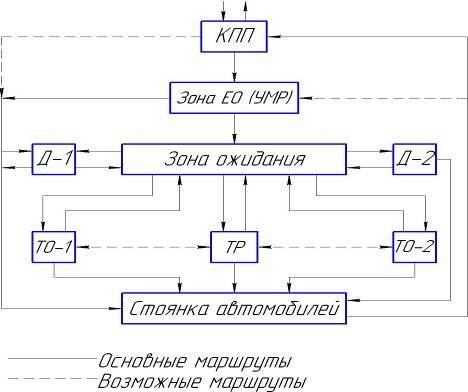 КПП
Зона ЕО (УМР)
Д-1
Зона ожидания
Д-2
ТО-1
ТР
ТО-2
Стоянка автомобилей
Основные маршруты
Возможные маршруты